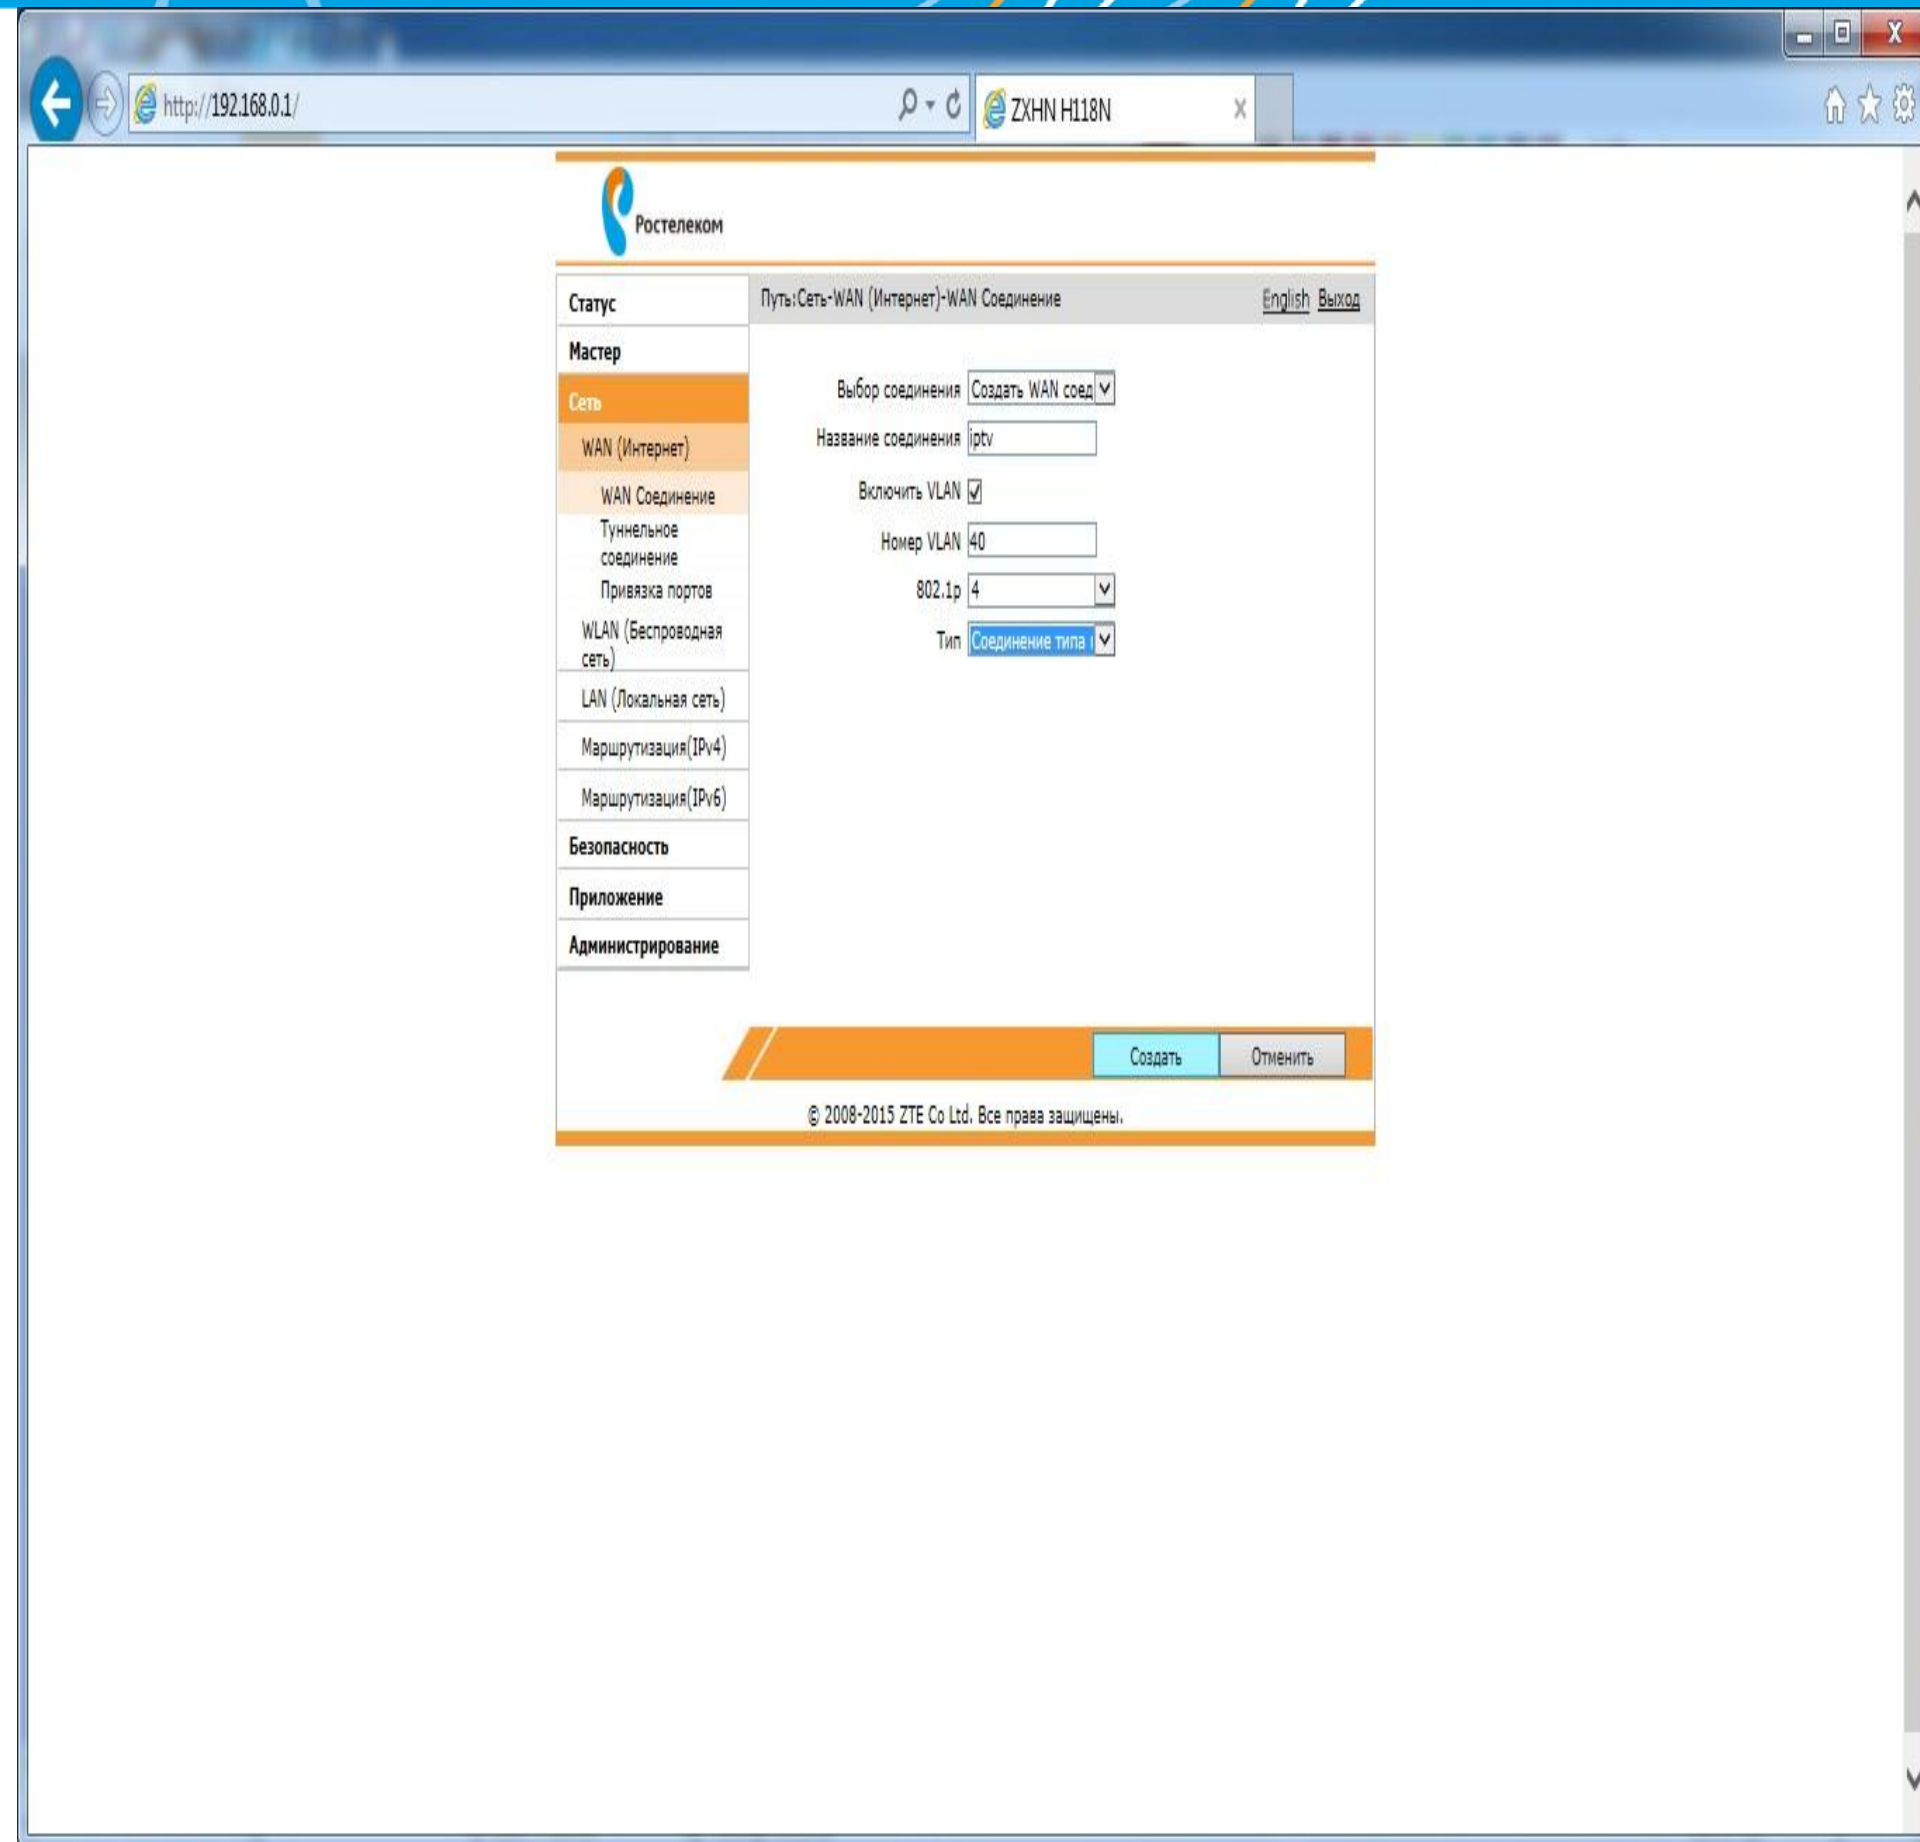 http://192.168.0.1/
ZXHN H118N
Ростелеком
Путь:Сеть-WAN (Интернет)-WAN Соединение
English Выход
Статус
Мастер
Сеть
WAN (Интернет)
WAN Соединение
Туннельное
соединение
Привязка портов
WLAN (Беспроводная
сеть)
LAN (Локальная сеть)
Маршрутизация(IPv4)
Маршрутизация(IPv6)
Безопасность
Приложение
Администрирование
Выбор соединения Создать WAN соед
Название соединения iptv
Включить VLAN
Номер VLAN 40
802.1p 4
Тип Соединение типа
Создать Отменить
© 2008-2015 ZTE Co Ltd. Все права защищены.